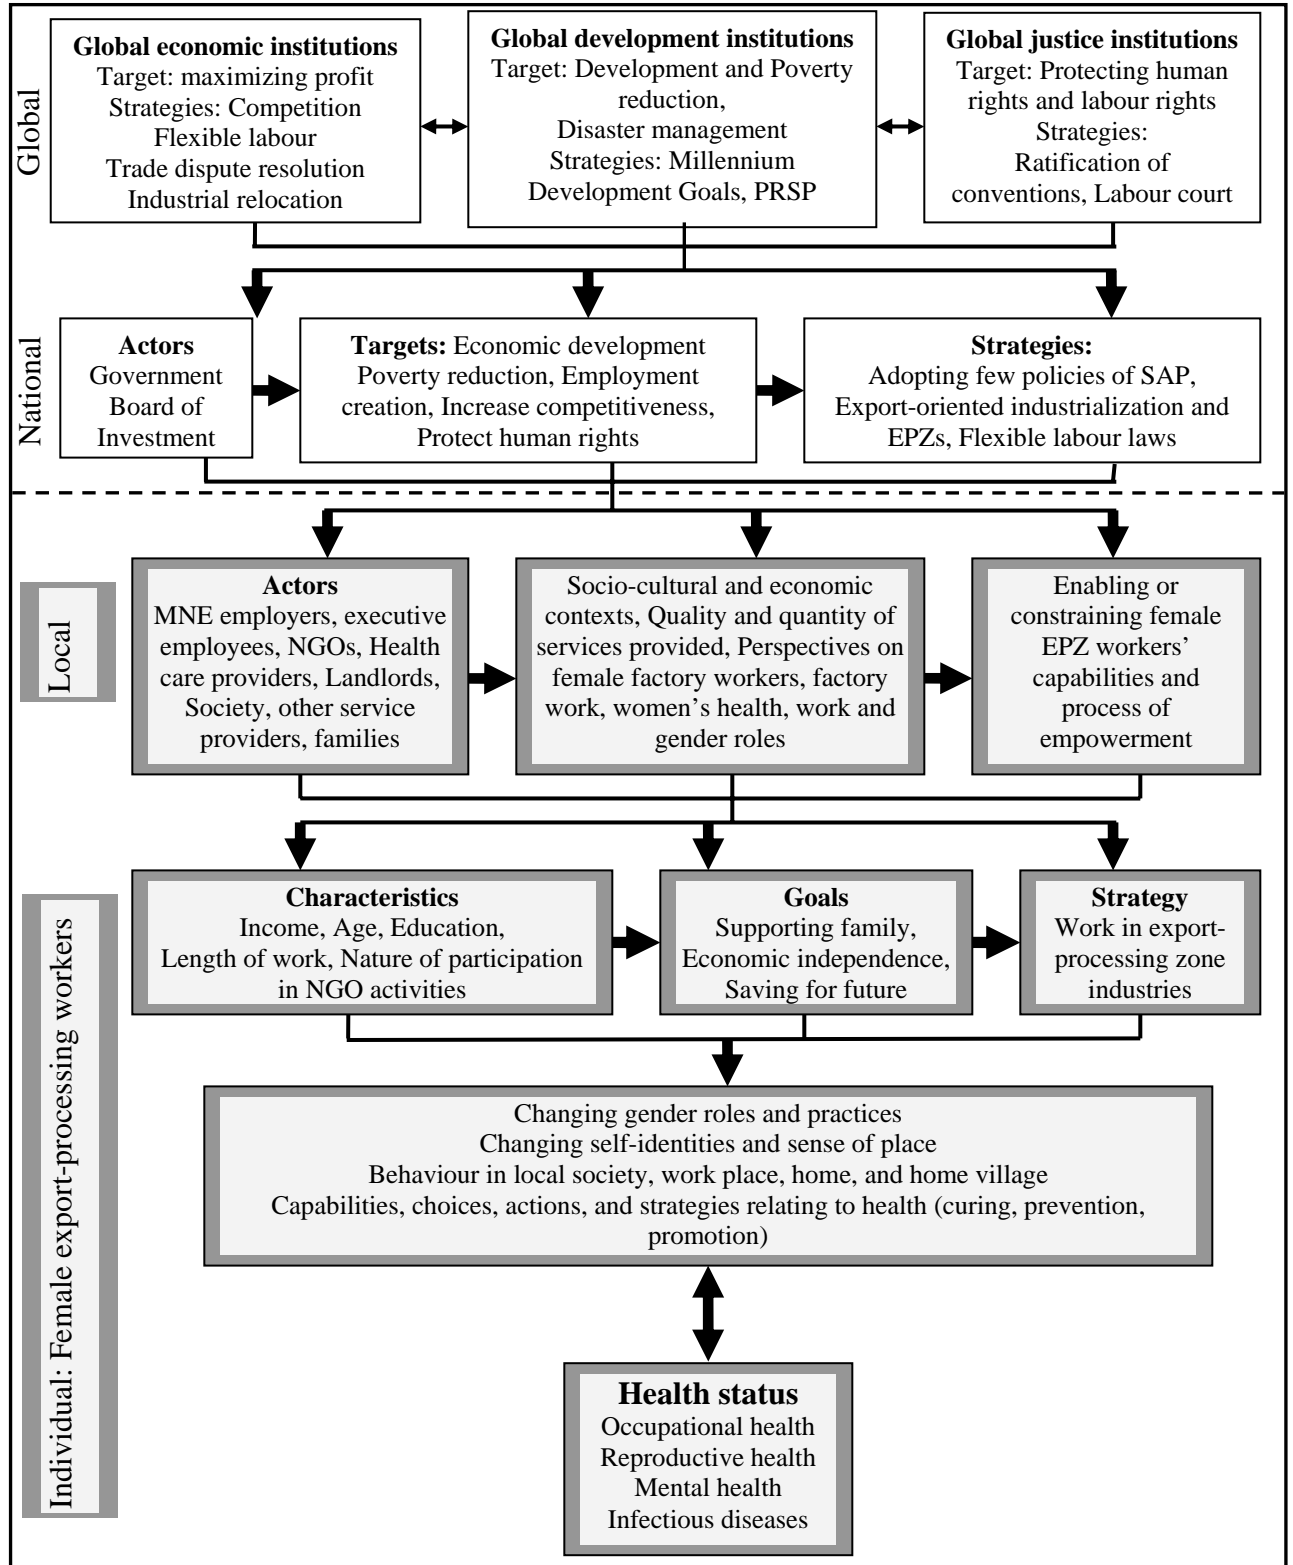 Global
Global economic institutions
Target: maximizing profit
Strategies: Competition
Flexible labour
Trade dispute resolution
Industrial relocation
Global development institutions
Target: Development and Poverty
reduction,
Disaster management
Strategies: Millennium
Development Goals, PRSP
Global justice institutions
Target: Protecting human
rights and labour rights
Strategies:
Ratification of
conventions, Labour court
National
Actors
Government
Board of
Investment
Targets: Economic development
Poverty reduction, Employment
creation, Increase competitiveness,
Protect human rights
Strategies:
Adopting few policies of SAP,
Export-oriented industrialization and
EPZs, Flexible labour laws
Local
Actors
MNE employers, executive
employees, NGOs, Health
care providers, Landlords,
Society, other service
providers, families
Socio-cultural and economic
contexts, Quality and quantity of
services provided, Perspectives on
female factory workers, factory
work, women’s health, work and
gender roles
Enabling or
constraining female
EPZ workers’
capabilities and
process of
empowerment
Individual: Female export-processing workers
Characteristics
Income, Age, Education,
Length of work, Nature of participation
in NGO activities
Goals
Supporting family,
Economic independence,
Saving for future
Strategy
Work in export-
processing zone
industries
Changing gender roles and practices
Changing self-identities and sense of place
Behaviour in local society, work place, home, and home village
Capabilities, choices, actions, and strategies relating to health (curing, prevention,
promotion)
Health status
Occupational health
Reproductive health
Mental health
Infectious diseases